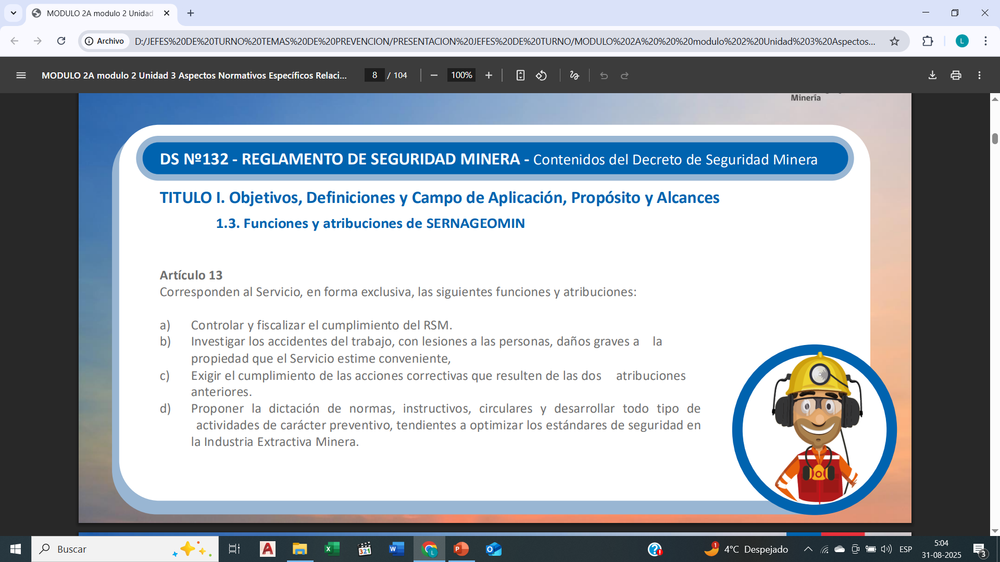 MODULO 2A modulo 2 Unidad
Archivo
D:/JEFES%20DE%20TURNO%20TEMAS%20DE%20PREVENCION/PRESENTACION%20JEFES%20DE%20TURNO/MODULO%202A%20%20%20modulo%202%20Unidad%203%20Aspectos...
L
MODULO 2A modulo 2 Unidad 3 Aspectos Normativos Específicos Relaci...
8 / 104
100%
Minería
DS Nº132 - REGLAMENTO DE SEGURIDAD MINERA - Contenidos del Decreto de Seguridad Minera
TITULO I. Objetivos, Definiciones y Campo de Aplicación, Propósito y Alcances
1.3. Funciones y atribuciones de SERNAGEOMIN
Artículo 13
Corresponden al Servicio, en forma exclusiva, las siguientes funciones y atribuciones:
a) Controlar y fiscalizar el cumplimiento del RSM.
b) Investigar los accidentes del trabajo, con lesiones a las personas, daños graves a la
propiedad que el Servicio estime conveniente,
c) Exigir el cumplimiento de las acciones correctivas que resulten de las dos atribuciones
anteriores.
d) Proponer la dictación de normas, instructivos, circulares y desarrollar todo tipo de
actividades de carácter preventivo, tendientes a optimizar los estándares de seguridad en
la Industria Extractiva Minera.
Buscar
321
1
4°C Despejado
ESP
5:04
31-08-2025
3